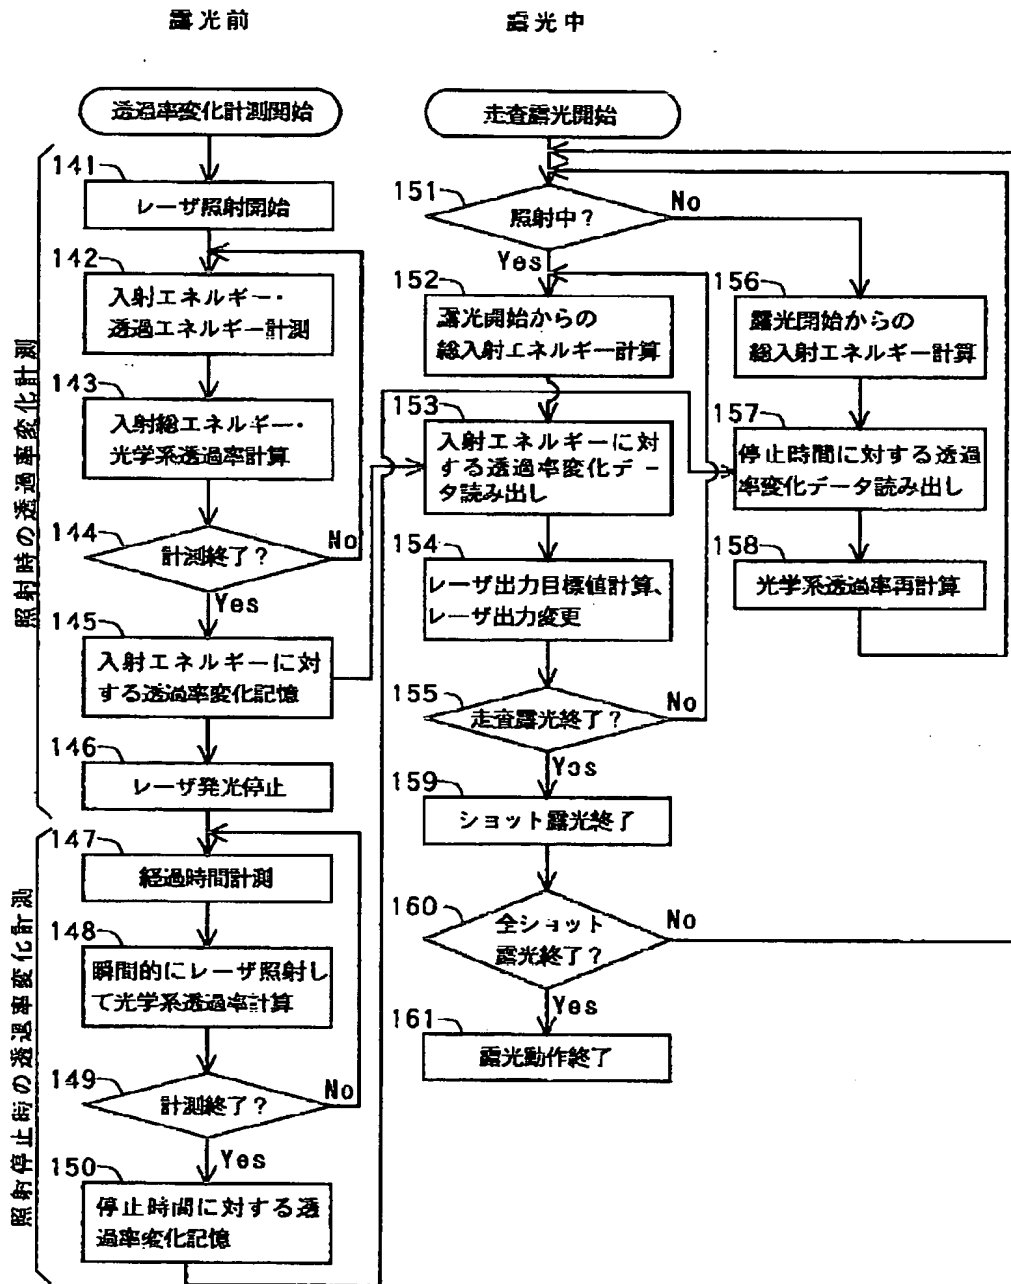 露光前
透過率変化計測開始
照射時の透過率変化計測
141
レーザ照射開始
142
入射エネルギー・
透過エネルギー計測
143
入射総エネルギー・
光学系透過率計算
144
計測終了?
No
Yes
145
入射エネルギーに対
する透過率変化記憶
146
レーザ発光停止
照射停止時の透過率変化計測
147
経過時間計測
148
瞬間的にレーザ照射し
て光学系透過率計算
149
計測終了?
No
Yes
150
停止時間に対する透
過率変化記憶
露光中
走査露光開始
151
照射中?
No
Yes
152
露光開始からの
総入射エネルギー計算
153
入射エネルギーに対
する透過率変化デー
タ読み出し
154
レーザ出力目標値計算、
レーザ出力変更
155
走査露光終了?
No
Yes
156
露光開始からの
総入射エネルギー計算
157
停止時間に対する透過
率変化データ読み出し
158
光学系透過率再計算
159
ショット露光終了
160
全ショット
露光終了?
No
Yes
161
露光動作終了